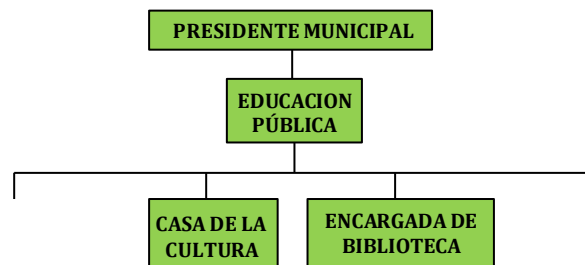 PRESIDENTE MUNICIPAL
EDUCACION
PÚBLICA
CASA DE LA
CULTURA
ENCARGADA DE
BIBLIOTECA